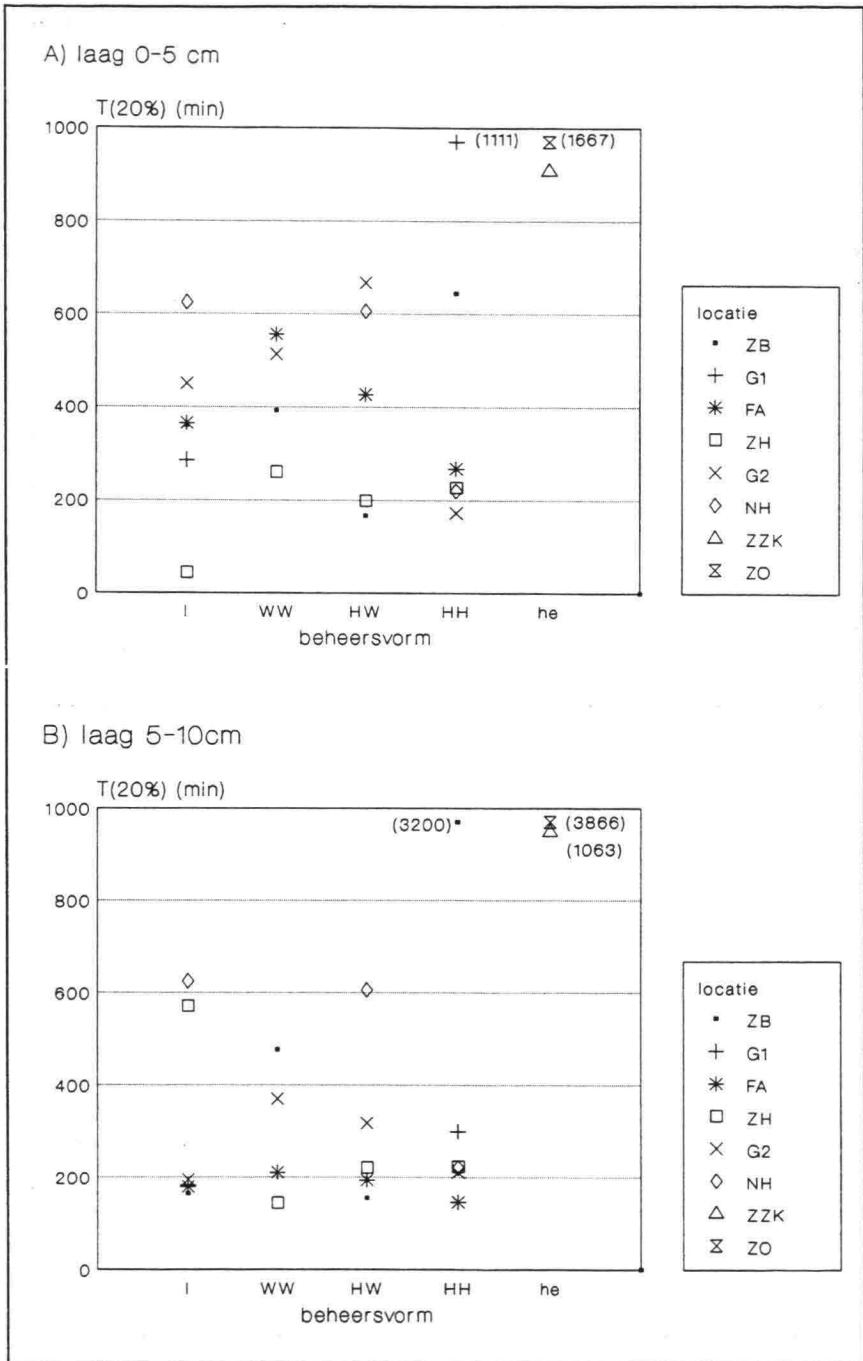 A) laag 0-5 cm
T(20%) (min)
1000
(1111)
(1667)
800
600
400
200
0
I WW HW HH he
beheersvorm
locatie
ZB
G1
FA
ZH
G2
NH
ZZK
ZO
B) laag 5-10cm
T(20%) (min)
1000
(3200)
(3866)
(1063)
800
600
400
200
0
I WW HW HH he
beheersvorm
locatie
ZB
G1
FA
ZH
G2
NH
ZZK
ZO